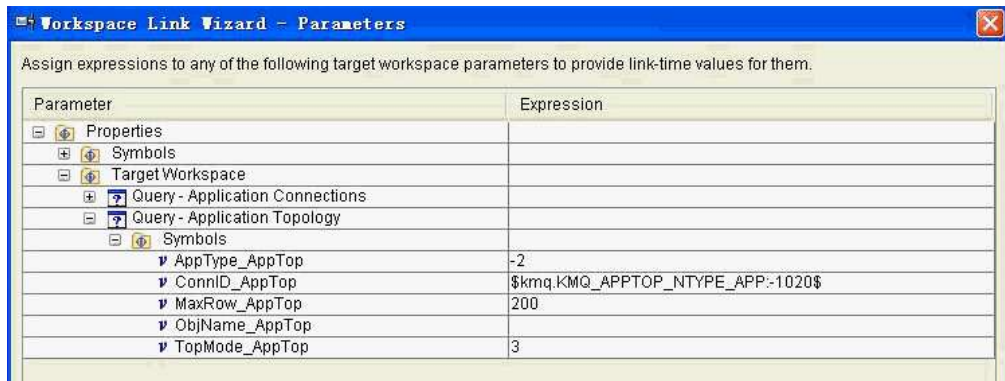 Workspace Link Wizard - Parameters
Assign expressions to any of the following target workspace parameters to provide link-time values for them.
Parameter Expression
Properties
Symbols
Target Workspace
Query - Application Connections
Query - Application Topology
Symbols
AppType_AppTop -2
ConnID_AppTop $kmq.KMQ_APPTOP_NTYPE_APP:-1020$
MaxRow_AppTop 200
ObjName_AppTop
TopMode_AppTop 3